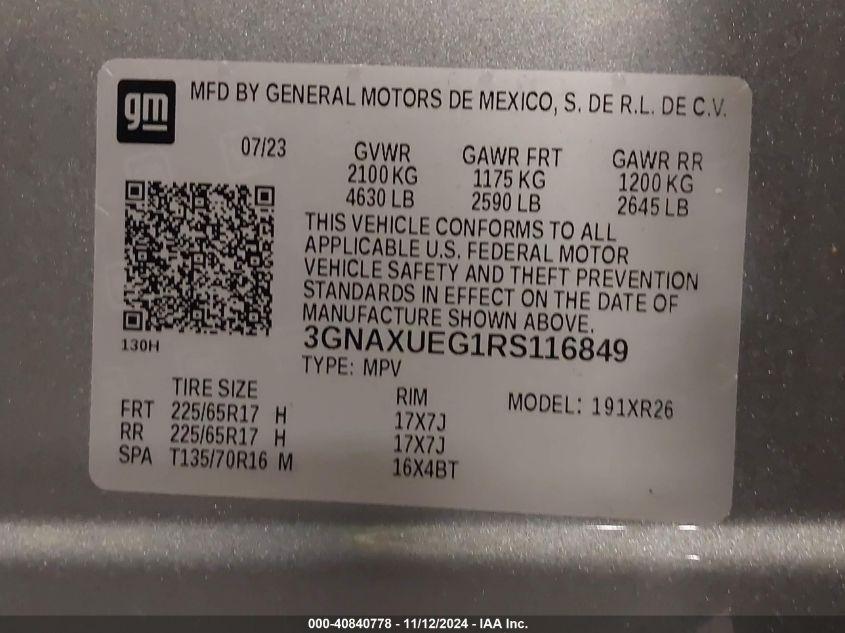 gm
MFD BY GENERAL MOTORS DE MEXICO, S. DE R.L. DE C.V.
07/23
GVWR GAWR FRT GAWR RR
2100 KG 1175 KG 1200 KG
4630 LB 2590 LB 2645 LB
THIS VEHICLE CONFORMS TO ALL
APPLICABLE U.S. FEDERAL MOTOR
VEHICLE SAFETY AND THEFT PREVENTION
STANDARDS IN EFFECT ON THE DATE OF
MANUFACTURE SHOWN ABOVE.
130H
3GNAXUEG1RS116849
TYPE: MPV
TIRE SIZE RIM MODEL: 191XR26
FRT 225/65R17 H 17X7J
RR 225/65R17 H 17X7J
SPA T135/70R16 M 16X4BT
000-40840778 - 11/12/2024 - IAA Inc.